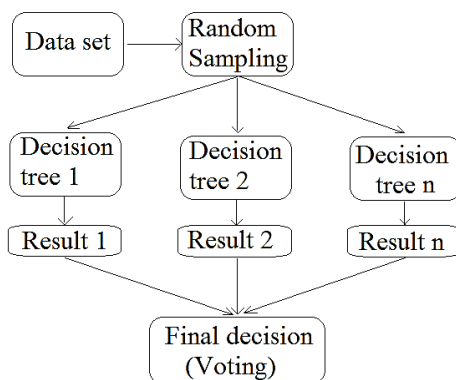 Data set
Random
Sampling
Decision
tree 1
Decision
tree 2
Decision
tree n
Result 1
Result 2
Result n
Final decision
(Voting)